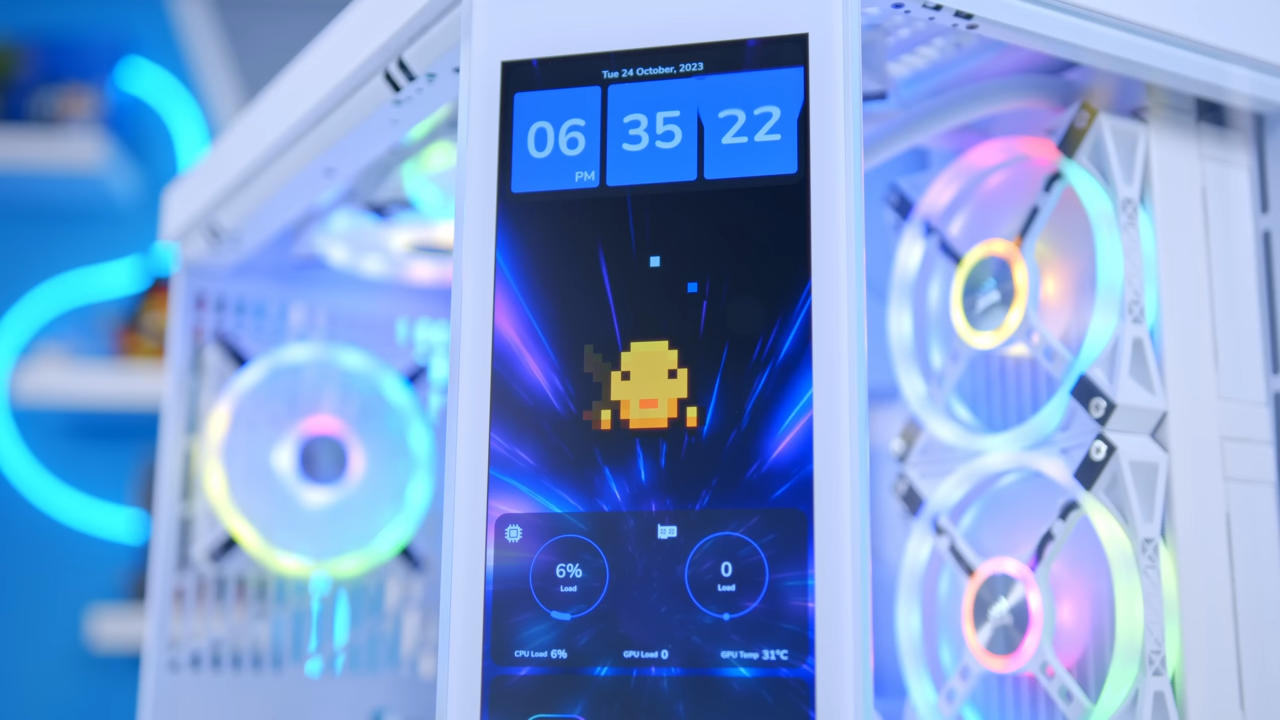 Tue 24 October, 2023
06 35 22
PM
6% 0
Load Load
CPU Load 6% GPU Load 0 GPU Temp 31°C